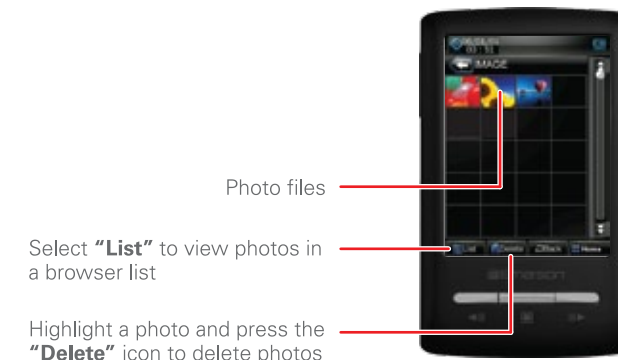 IMAGE
Photo files
Select “List” to view photos in
a browser list
List Delete Back Home
Highlight a photo and press the
“Delete” icon to delete photos